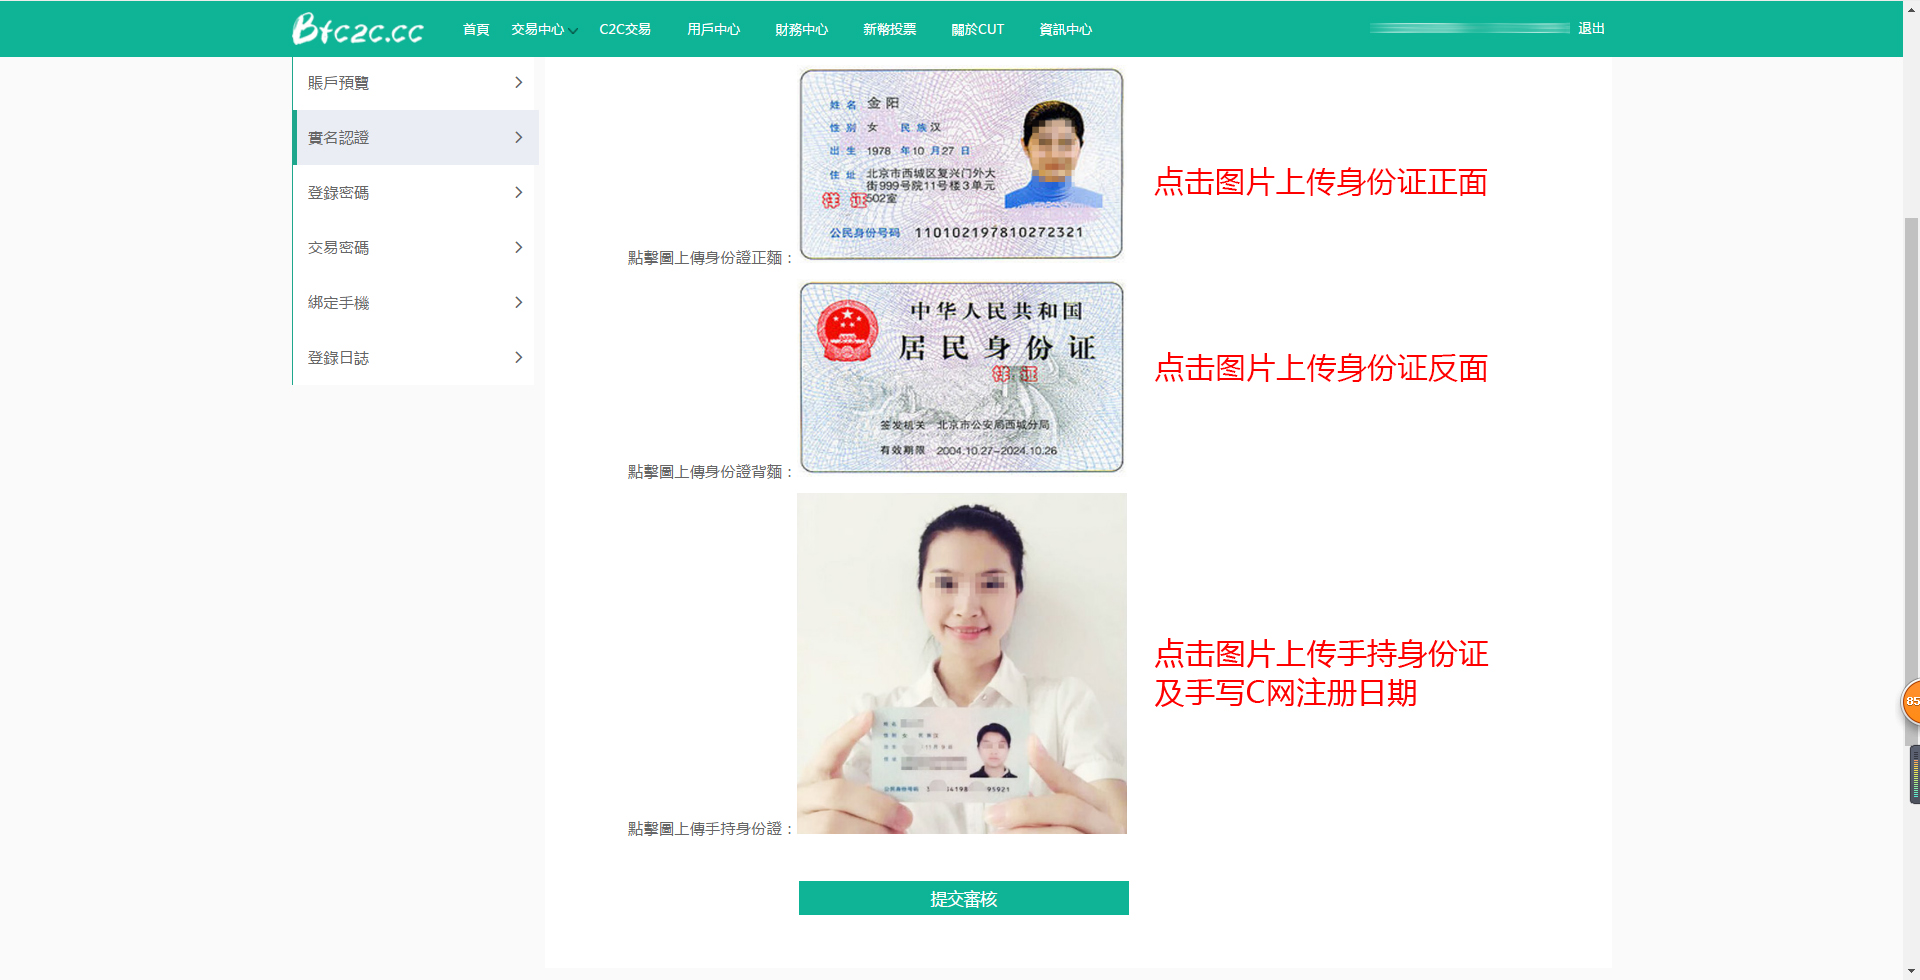 Btc2c.cc
首頁 交易中心 C2C交易 用戶中心 財務中心 新幣投票 關於CUT 資訊中心 退出
賬戶預覽
實名認證
登錄密碼
交易密碼
綁定手機
登錄日誌
姓名 金阳
性别 女 民族汉
出生 1978 年10 月27 日
住址 北京市西城区复兴门外大
街999号院11号楼3单元
502室
样 证
公民身份号码 110102197810272321
點擊圖上傳身份證正麵：
点击图片上传身份证正面
中华人民共和国
居民身份证
样 证
签发机关 北京市公安局西城分局
有效期限 2004.10.27-2024.10.26
點擊圖上傳身份證背麵：
点击图片上传身份证反面
公民身份号码
點擊圖上傳手持身份證：
点击图片上传手持身份证
及手写C网注册日期
提交審核
85